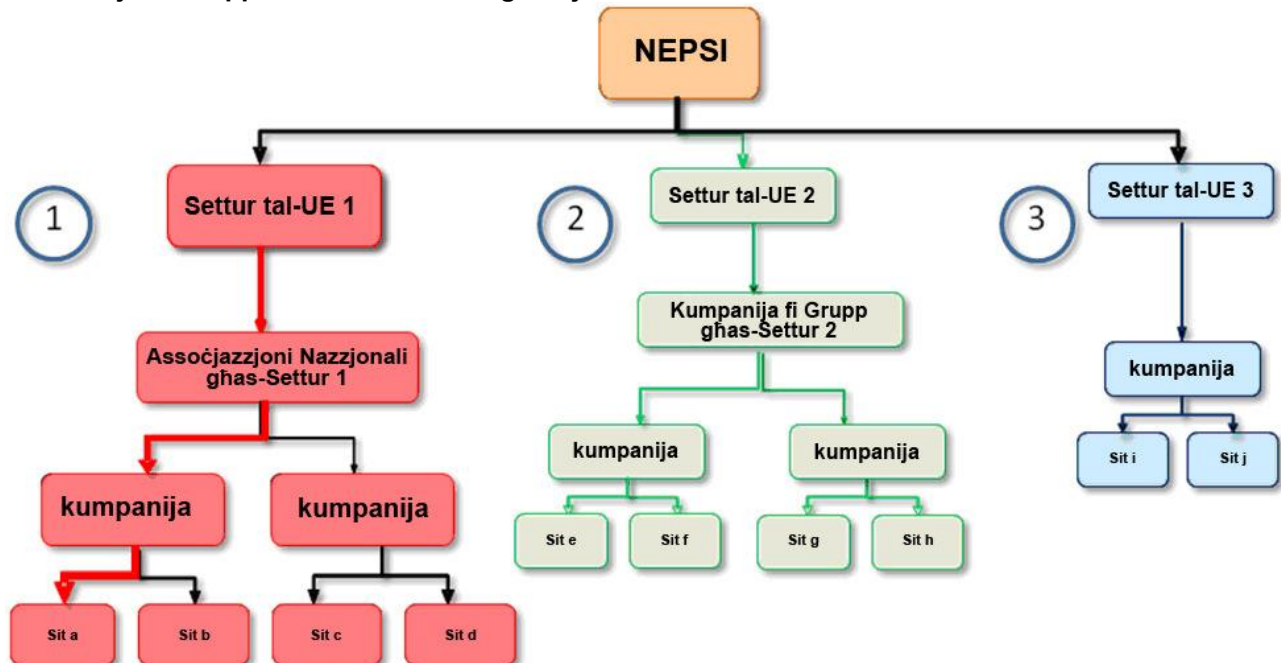 NEPSI
Settur tal-UE 1
Settur tal-UE 2
Settur tal-UE 3
1
2
3
Kumpanija fi Grupp
għas-Settur 2
Assoċjazzjoni Nazzjonali
għas-Settur 1
kumpanija
kumpanija
kumpanija
kumpanija
kumpanija
Sit i
Sit j
Sit e
Sit f
Sit g
Sit h
Sit a
Sit b
Sit c
Sit d